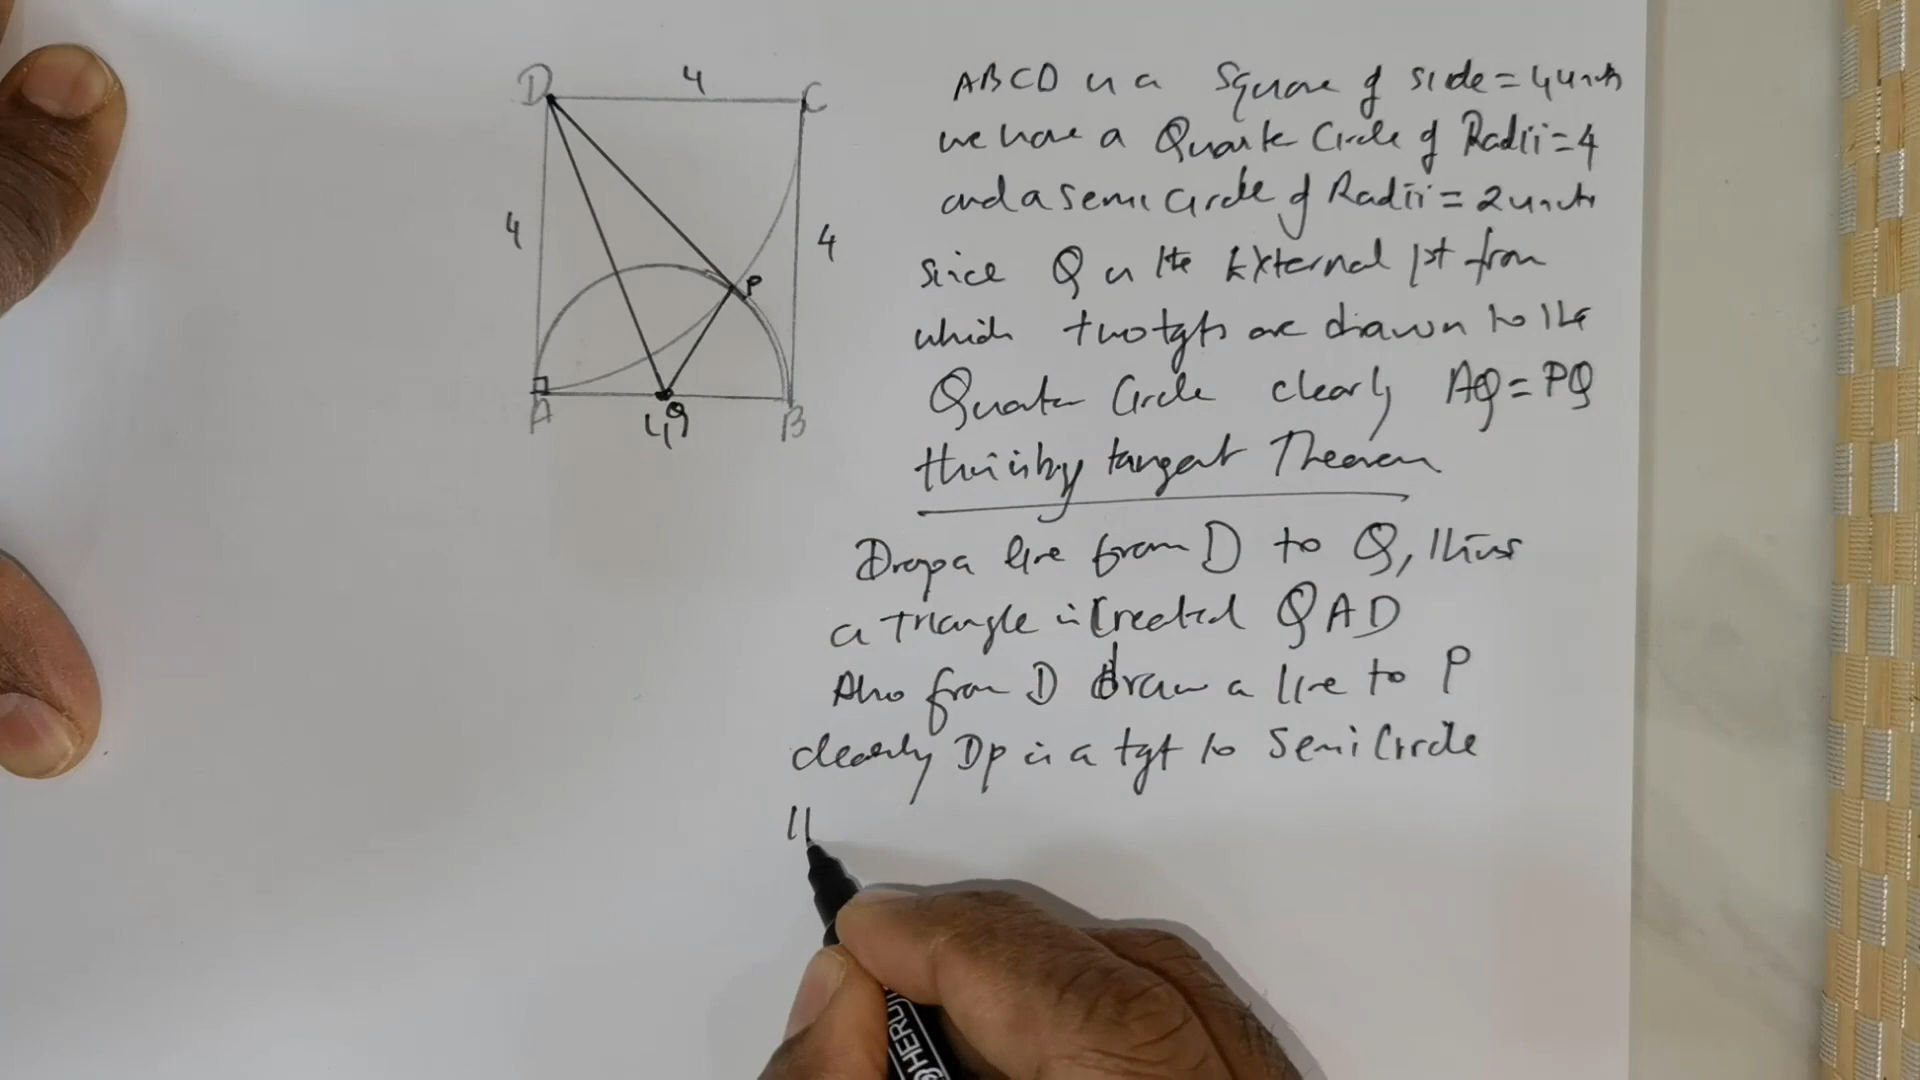 D 4 C
4 4
P
A Q B
4
ABCD is a Square of side = 4 units
we have a Quarter Circle of Radii = 4
and a semi circle of Radii = 2 units
since Q is the External pt from
which two tgts are drawn to the
Quarter Circle clearly AQ = PQ
this is by tangent Theorem
Drop a line from D to Q, thus
a triangle is Created QAD
Also from D draw a line to P
clearly DP is a tgt to Semi Circle
HERUI